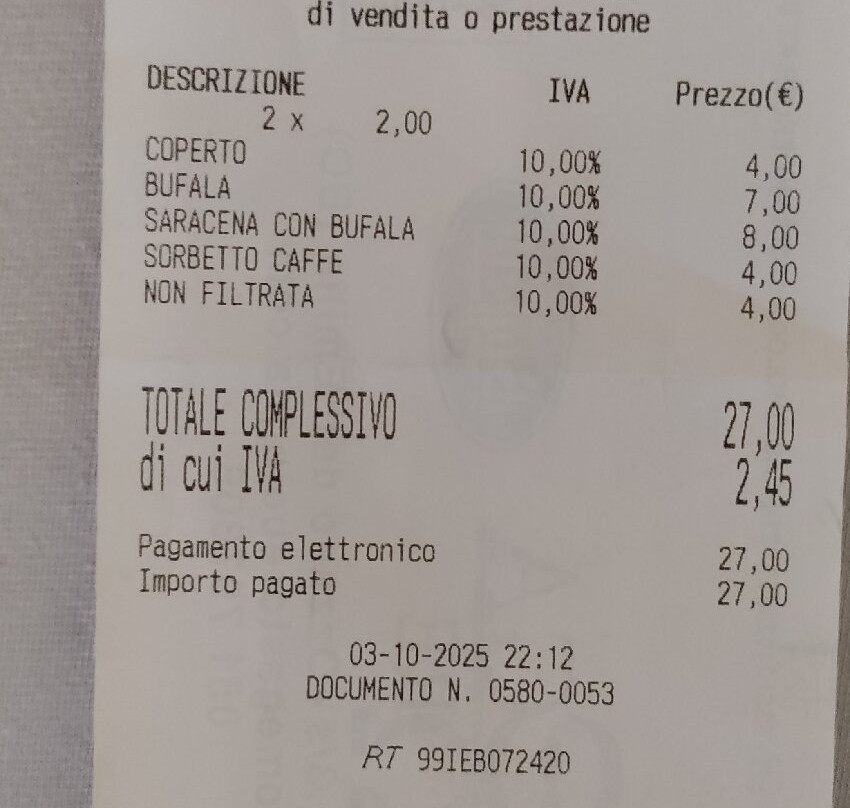 di vendita o prestazione
DESCRIZIONE IVA Prezzo(€)
2 x 2,00
COPERTO 10,00% 4,00
BUFALA 10,00% 7,00
SARACENA CON BUFALA 10,00% 8,00
SORBETTO CAFFE 10,00% 4,00
NON FILTRATA 10,00% 4,00
TOTALE COMPLESSIVO 27,00
di cui IVA 2,45
Pagamento elettronico 27,00
Importo pagato 27,00
03-10-2025 22:12
DOCUMENTO N. 0580-0053
RT 99IEB072420